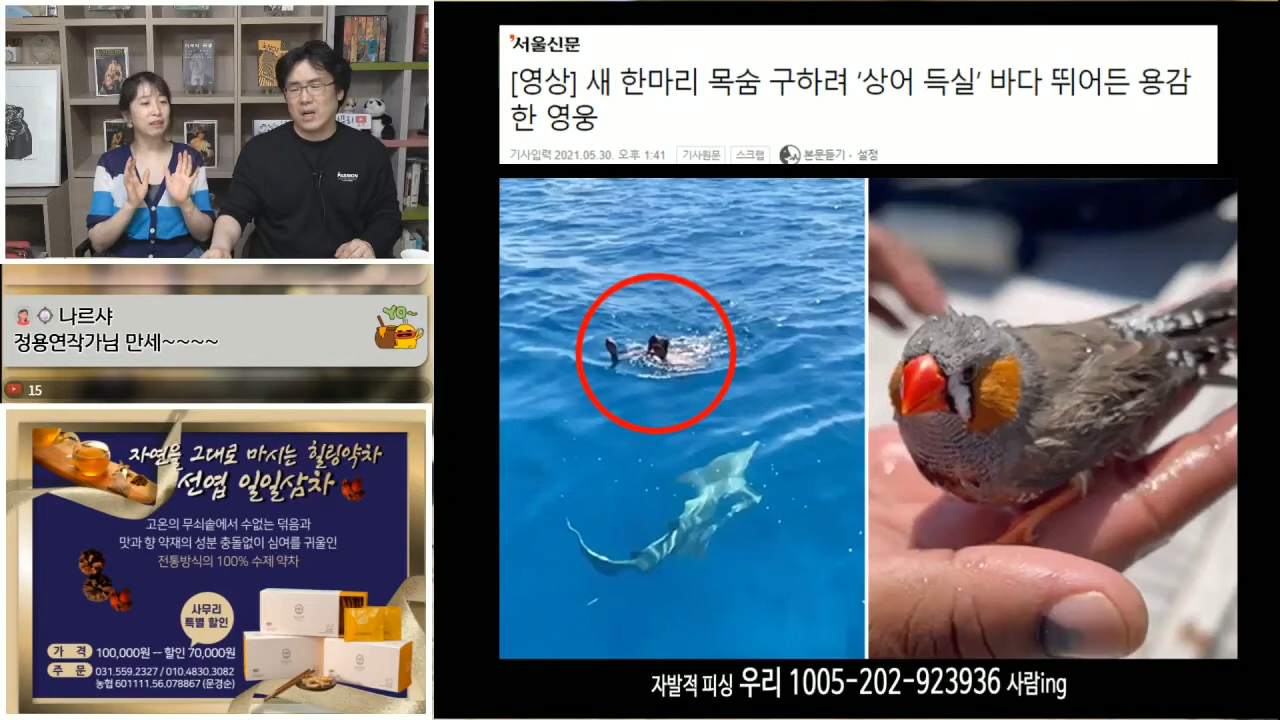 서울신문
[영상] 새 한마리 목숨 구하려 ‘상어 득실’ 바다 뛰어든 용감
한 영웅
기사입력 2021.05.30. 오후 1:41 기사원문 스크랩 본문듣기 · 설정
PASSION
나르샤
정용연작가님 만세~~~~
YO~
15
자연을 그대로 마시는 힐링약차
선엽 일일삼차
고온의 무쇠솥에서 수없는 덖음과
맛과 향 약재의 성분 충돌없이 심여를 귀울인
전통방식의 100% 수제 약차
사무리
특별 할인
가 격 100,000원 – 할인 70,000원
주 문 031.559.2327 / 010.4830.3082
농협 601111.56.078867 (문경순)
자발적 피싱 우리 1005-202-923936 사람ing